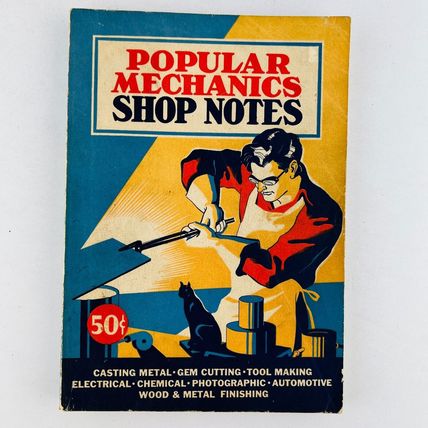 POPULAR
MECHANICS
SHOP NOTES
50¢
CASTING METAL · GEM CUTTING · TOOL MAKING
ELECTRICAL · CHEMICAL · PHOTOGRAPHIC · AUTOMOTIVE
WOOD & METAL FINISHING